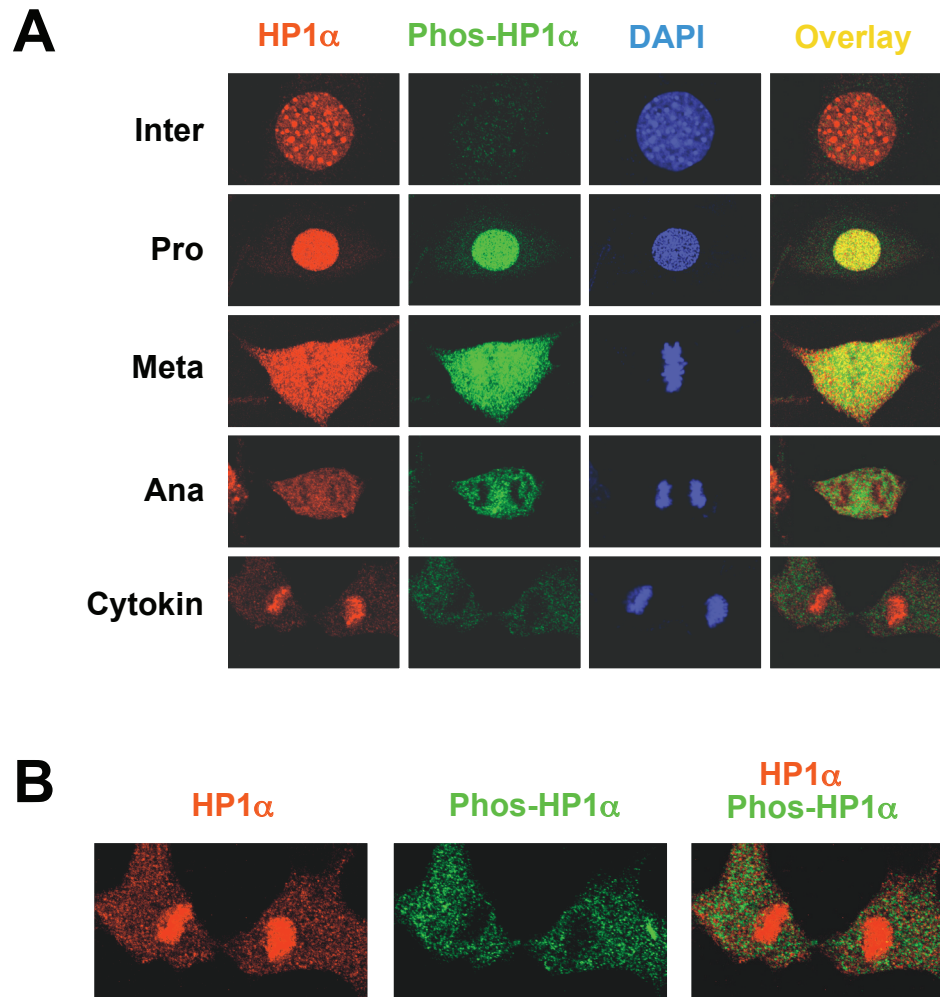 A
HP1α Phos-HP1α DAPI Overlay
Inter
Pro
Meta
Ana
Cytokin
B
HP1α Phos-HP1α HP1α
Phos-HP1α